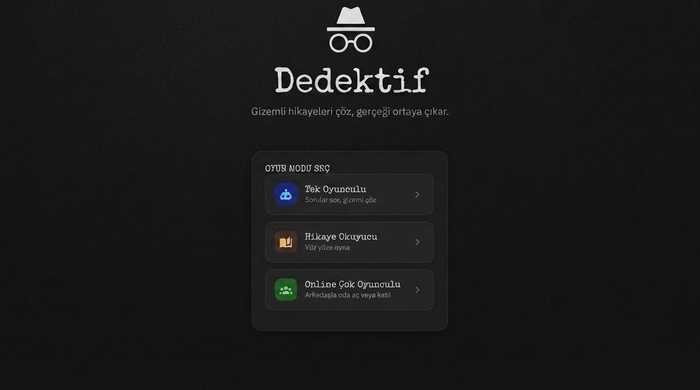 Dedektif
Gizemli hikayeleri çöz, gerçeği ortaya çıkar.
OYUN MODU SEÇ
Tek Oyunculu
Sorular sor, gizemi çöz
Hikaye Okuyucu
Yüz yüze oyna
Online Çok Oyunculu
Arkadaşla oda aç veya katıl